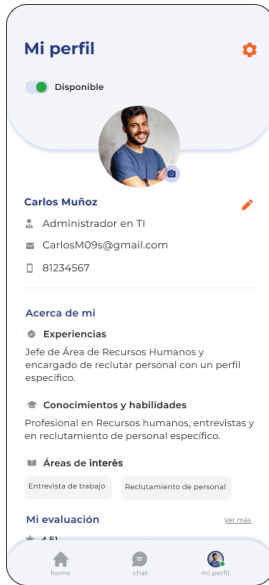 Mi perfil
Disponible
Carlos Muñoz
Administrador en TI
CarlosM09s@gmail.com
81234567
Acerca de mi
Experiencias
Jefe de Área de Recursos Humanos y
encargado de reclutar personal con un perfil
específico.
Conocimientos y habilidades
Profesional en Recursos humanos, entrevistas y
en reclutamiento de personal específico.
Áreas de interés
Entrevista de trabajo
Reclutamiento de personal
Mi evaluación
Ver más
home
chat
mi perfil